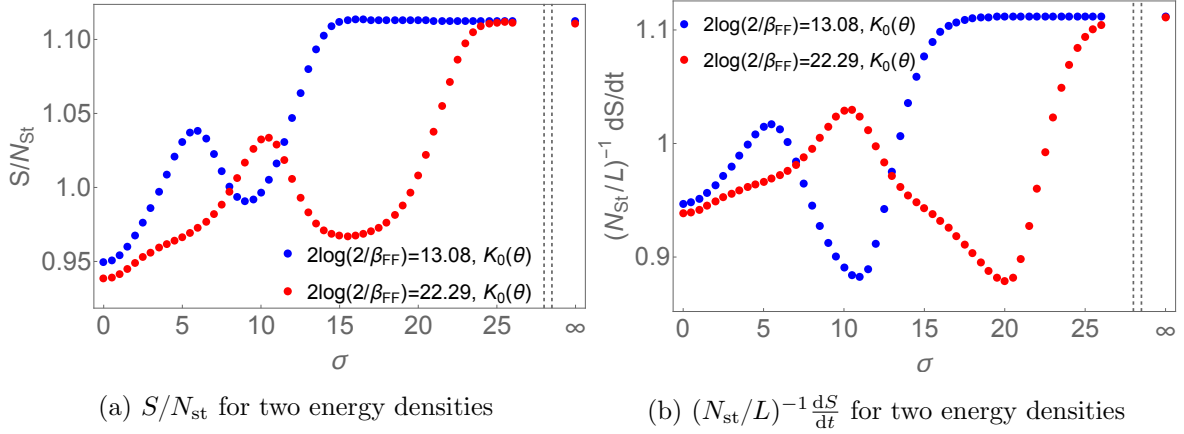 S/N_St
1.10
1.05
1.00
0.95
2log(2/β_FF)=13.08, K_0(θ)
2log(2/β_FF)=22.29, K_0(θ)
0 5 10 15 20 25 ∞
σ
(a) S/N_st for two energy densities
(N_St/L)^-1 dS/dt
1.1
1
0.9
2log(2/β_FF)=13.08, K_0(θ)
2log(2/β_FF)=22.29, K_0(θ)
0 5 10 15 20 25 ∞
σ
(b) (N_st/L)^-1 dS/dt for two energy densities